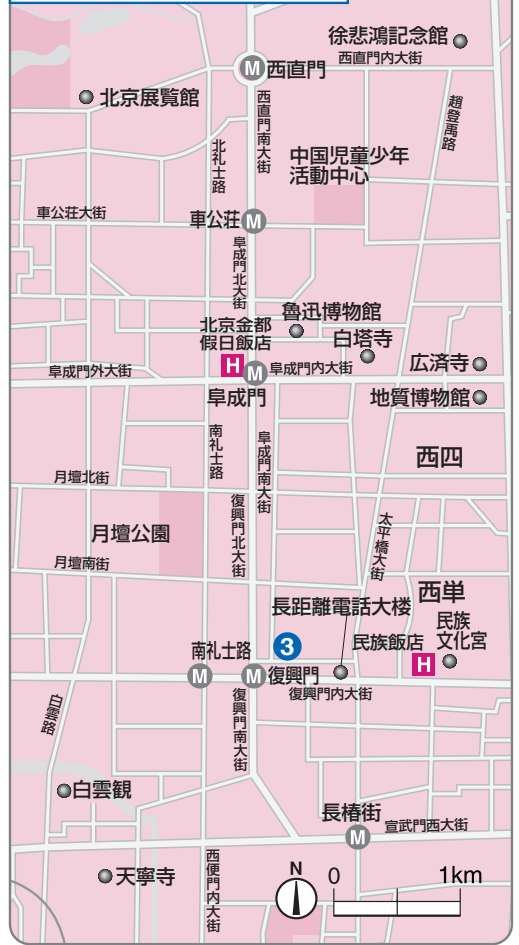 徐悲鴻記念館
西直門内大街
M
西直門
北京展覧館
西直門南大街
趙登禹路
北礼士路
中国児童少年
活動中心
車公荘大街
車公荘
M
阜成門北大街
魯迅博物館
北京金都
假日飯店
白塔寺
H
M
阜成門内大街
広済寺
阜成門外大街
阜成門
地質博物館
南礼士路
阜成門南大街
西四
月壇北街
復興門北大街
月壇公園
太平橋大街
月壇南街
西単
長距離電話大楼
民族
文化宮
3
民族飯店
H
南礼士路
M
M
復興門
復興門内大街
白雲路
復興門南大街
白雲観
長椿街
宣武門西大街
M
天寧寺
西便門内大街
N
0
1km